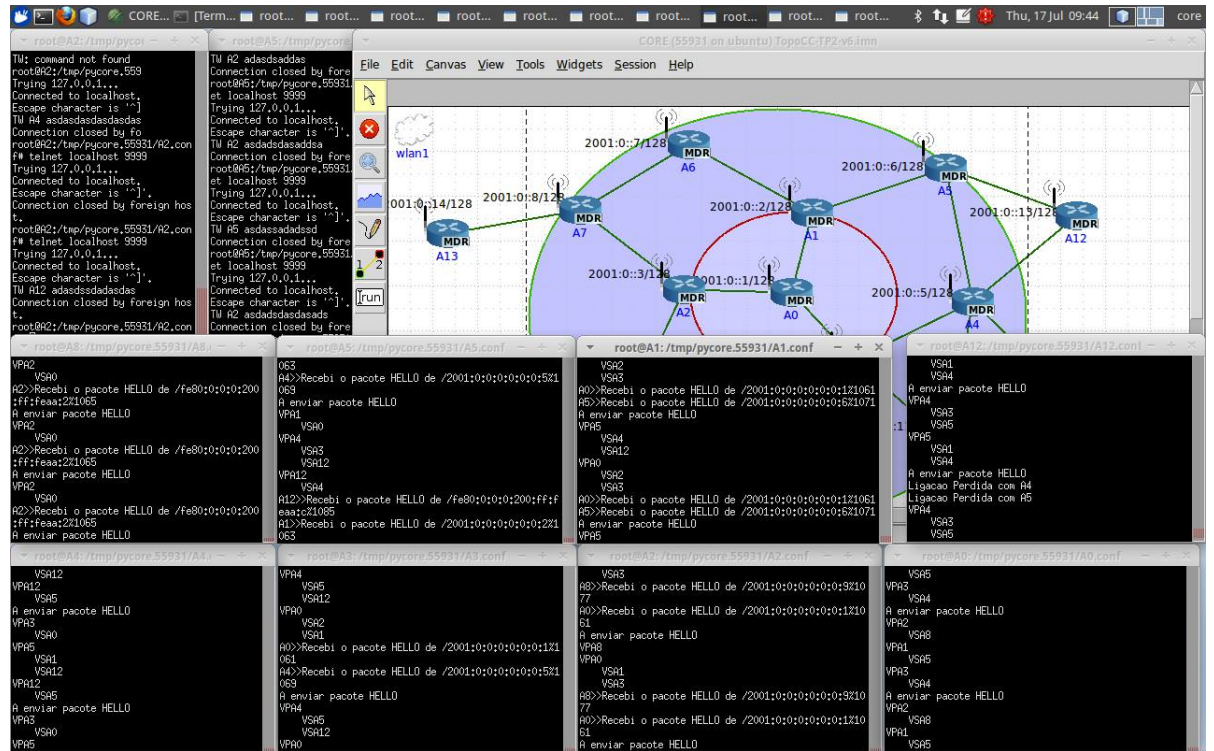 CORE...
[Term...
root...
root...
root...
root...
root...
root...
root...
root...
root...
Thu, 17 Jul 09:44
core
root@A2: /tmp/pycor
TW: command not found
root@A2:/tmp/pycore.559
Trying 127.0.0.1...
Connected to localhost.
Escape character is '^]
TW A4 asdasdasdasdasdas
Connection closed by fo
root@A2:/tmp/pycore.55931/A2.con
f# telnet localhost 9999
Trying 127.0.0.1...
Connected to localhost.
Escape character is '^]'.
Connection closed by foreign hos
t.
root@A2:/tmp/pycore.55931/A2.con
f# telnet localhost 9999
Trying 127.0.0.1...
Connected to localhost.
Escape character is '^]'.
TW A12 adasdssdadasdas
Connection closed by foreign hos
t.
root@A2:/tmp/pycore.55931/A2.con
root@A5: /tmp/pycore
TW A2 adasdsaddas
Connection closed by fore
root@A5:/tmp/pycore.55931
et localhost 9999
Trying 127.0.0.1...
Connected to localhost.
Escape character is '^]'.
TW A2 asdadsdasaddsa
Connection closed by fore
root@A5:/tmp/pycore.55931
et localhost 9999
Trying 127.0.0.1...
Connected to localhost.
Escape character is '^]'.
TW A5 adassadadssd
Connection closed by fore
root@A5:/tmp/pycore.55931
et localhost 9999
Trying 127.0.0.1...
Connected to localhost.
Escape character is '^]'.
TW A2 asdadsdadsdasads
Connection closed by fore
CORE (55931 on ubuntu) TopoCC-TP2-v6.imn
File Edit Canvas View Tools Widgets Session Help
run
wlan1
2001:0::7/128
MDR
A6
2001:0::6/128
MDR
A5
001:0::14/128
MDR
A13
2001:0::8/128
MDR
A7
2001:0::2/128
MDR
A1
2001:0::13/128
MDR
A12
2001:0::3/128
MDR
A2
001:0::1/128
MDR
A0
2001:0::5/128
MDR
A4
root@A8: /tmp/pycore.55931/A8.
VPA2
VSA0
A2>>Recebi o pacote HELLO de /fe80:0:0:0:200
:ff:feaa:2%1065
A enviar pacote HELLO
VPA2
VSA0
A2>>Recebi o pacote HELLO de /fe80:0:0:0:200
:ff:feaa:2%1065
A enviar pacote HELLO
VPA2
VSA0
A2>>Recebi o pacote HELLO de /fe80:0:0:0:200
:ff:feaa:2%1065
A enviar pacote HELLO
root@A5: /tmp/pycore.55931/A5.conf
063
A4>>Recebi o pacote HELLO de /2001:0:0:0:0:0:0:5%1
069
A enviar pacote HELLO
VPA1
VSA0
VPA4
VSA3
VSA12
VPA12
VSA4
A12>>Recebi o pacote HELLO de /fe80:0:0:0:200:ff:f
eaa:c%1085
A1>>Recebi o pacote HELLO de /2001:0:0:0:0:0:0:2%1
063
root@A1: /tmp/pycore.55931/A1.conf
VSA2
VSA3
A0>>Recebi o pacote HELLO de /2001:0:0:0:0:0:0:1%1061
A5>>Recebi o pacote HELLO de /2001:0:0:0:0:0:0:6%1071
A enviar pacote HELLO
VPA5
VSA4
VSA12
VPA0
VSA2
VSA3
A0>>Recebi o pacote HELLO de /2001:0:0:0:0:0:0:1%1061
A5>>Recebi o pacote HELLO de /2001:0:0:0:0:0:0:6%1071
A enviar pacote HELLO
VPA5
root@A12: /tmp/pycore.55931/A12.conf
VSA1
VSA4
A enviar pacote HELLO
VPA4
VSA3
VSA5
VPA5
VSA1
VSA4
A enviar pacote HELLO
Ligacao Perdida com A4
Ligacao Perdida com A5
VPA4
VSA3
VSA5
root@A4: /tmp/pycore.55931/A4.
VSA12
VPA12
VSA5
A enviar pacote HELLO
VPA3
VSA0
VPA5
VSA1
VSA12
VPA12
VSA5
A enviar pacote HELLO
VPA3
VSA0
VPA5
root@A3: /tmp/pycore.55931/A3.conf
VPA4
VSA5
VSA12
VPA0
VSA2
VSA1
A0>>Recebi o pacote HELLO de /2001:0:0:0:0:0:0:1%1
061
A4>>Recebi o pacote HELLO de /2001:0:0:0:0:0:0:5%1
069
A enviar pacote HELLO
VPA4
VSA5
VSA12
VPA0
root@A2: /tmp/pycore.55931/A2.conf
VSA3
A8>>Recebi o pacote HELLO de /2001:0:0:0:0:0:0:9%10
77
A0>>Recebi o pacote HELLO de /2001:0:0:0:0:0:0:1%10
61
A enviar pacote HELLO
VPA8
VPA0
VSA1
VSA3
A8>>Recebi o pacote HELLO de /2001:0:0:0:0:0:0:9%10
77
A0>>Recebi o pacote HELLO de /2001:0:0:0:0:0:0:1%10
61
A enviar pacote HELLO
root@A0: /tmp/pycore.55931/A0.conf
VSA5
VPA3
VSA4
A enviar pacote HELLO
VPA2
VSA8
VPA1
VSA5
VPA3
VSA4
A enviar pacote HELLO
VPA2
VSA8
VPA1
VSA5